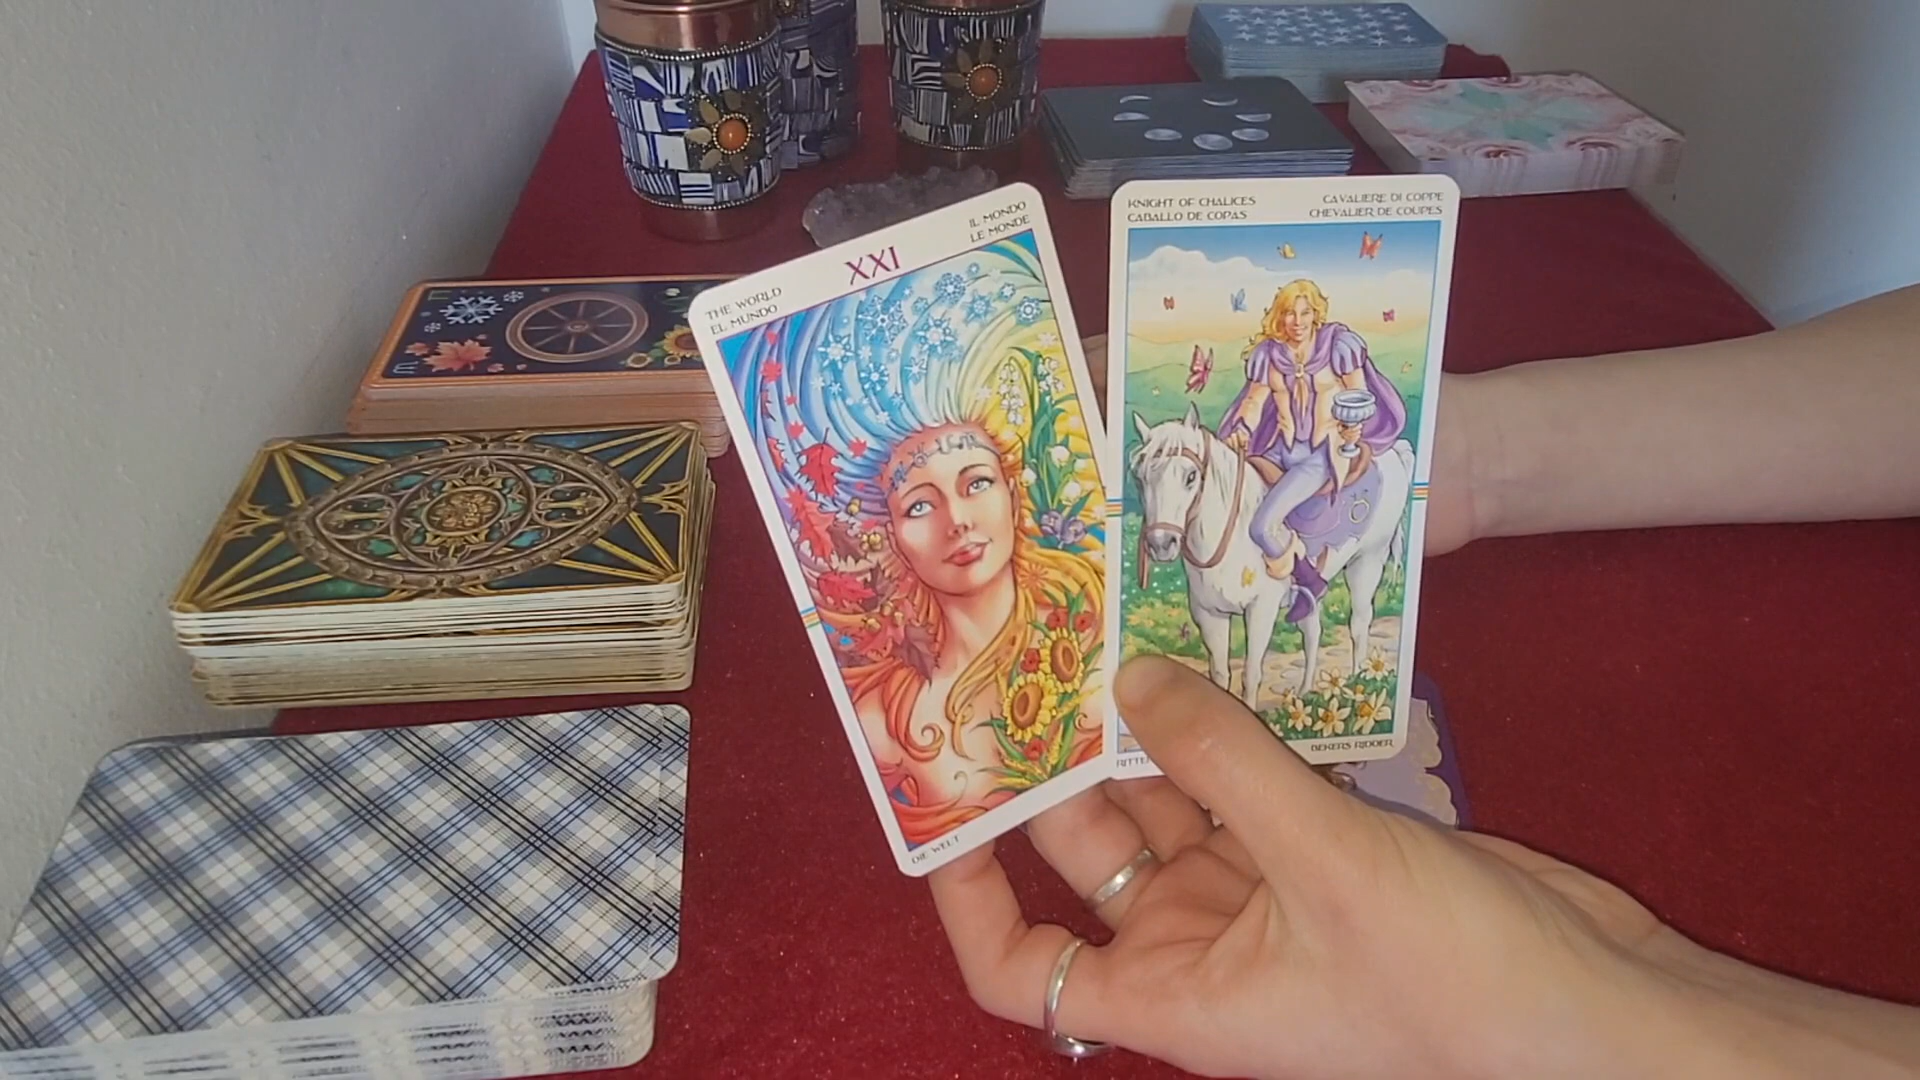 XXI
THE WORLD
EL MUNDO
IL MONDO
LE MONDE
DIE WELT
KNIGHT OF CHALICES
CABALLO DE COPAS
CAVALIERE DI COPPE
CHEVALIER DE COUPES
BEKERS RIDDER